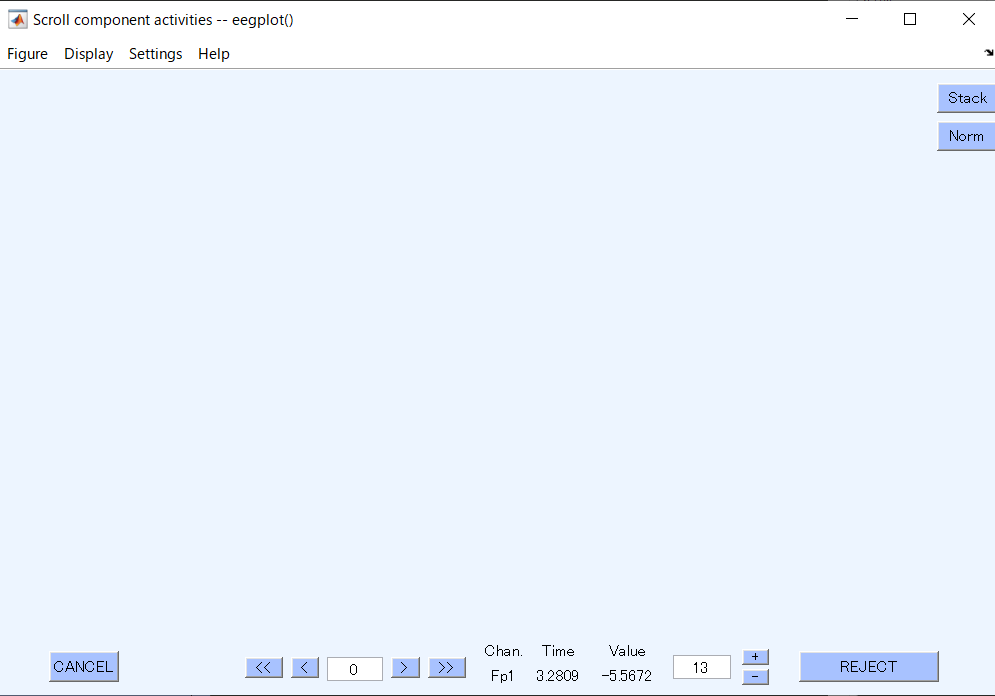 Scroll component activities -- eegplot()
Figure Display Settings Help
Stack
Norm
Chan. Time Value
CANCEL << < 0 > >> Fp1 3.2809 -5.5672 13 + - REJECT